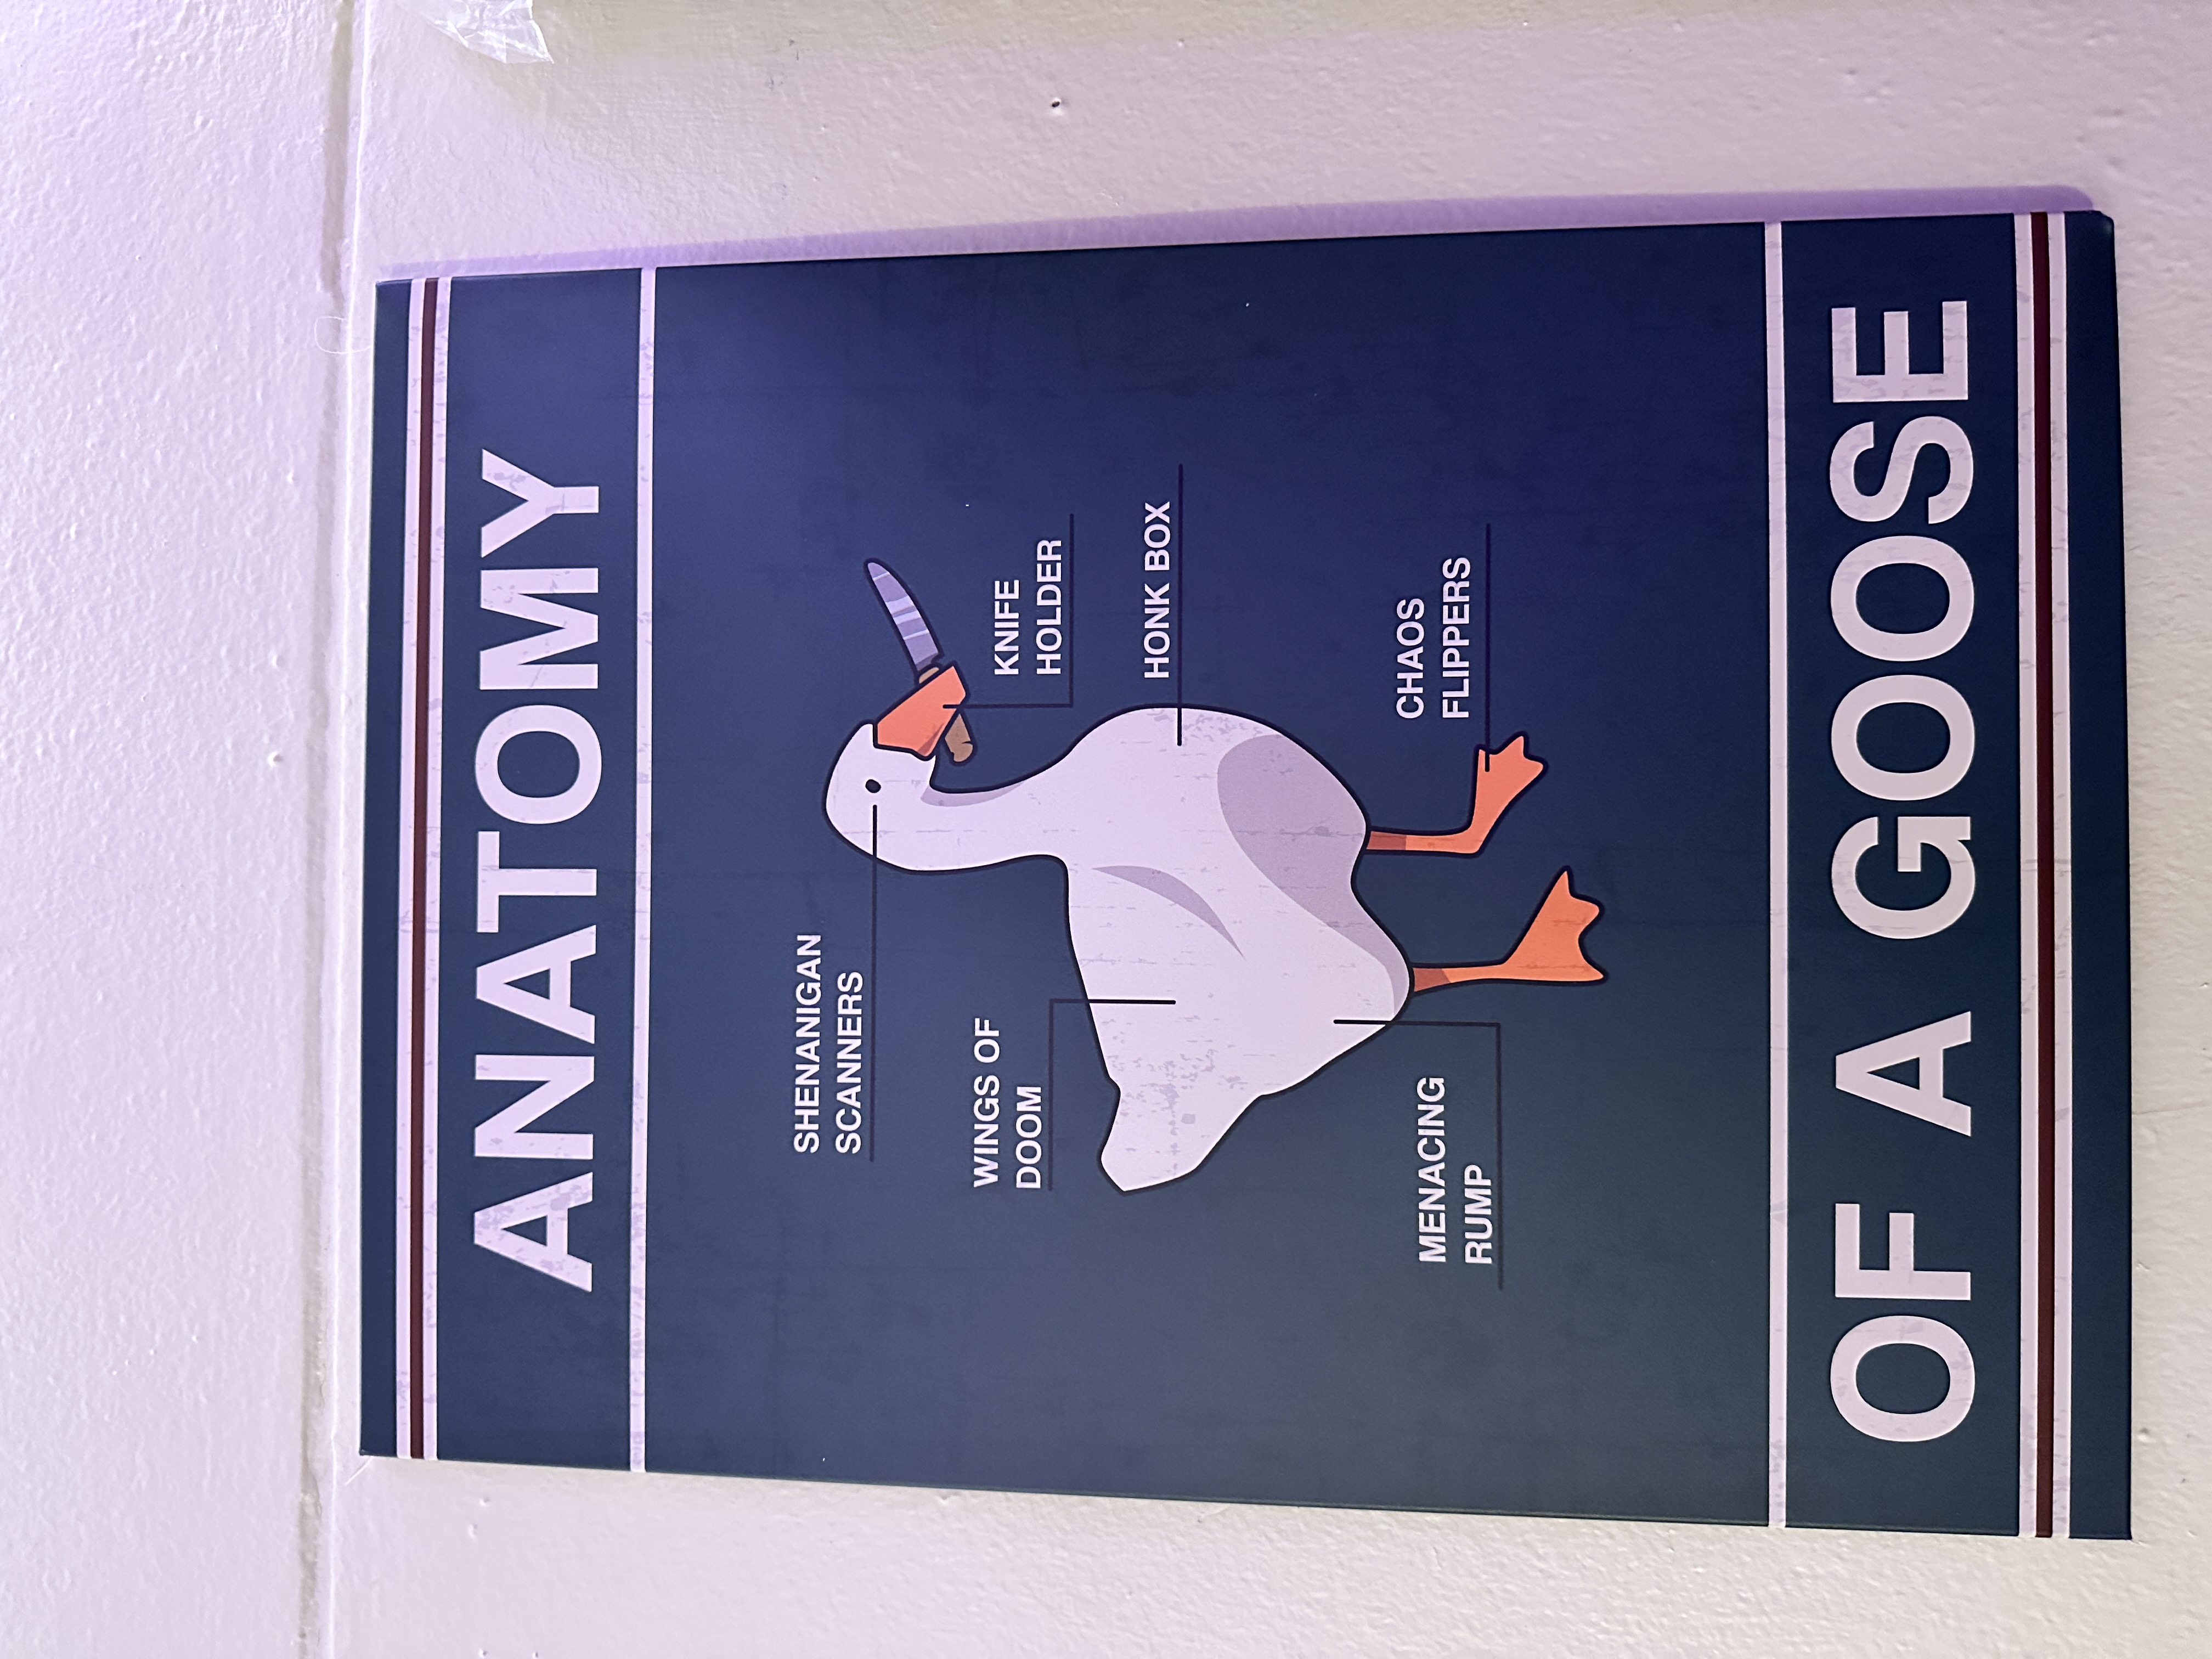 ANATOMY
SHENANIGAN
SCANNERS
WINGS OF
DOOM
KNIFE
HOLDER
HONK BOX
MENACING
RUMP
CHAOS
FLIPPERS
OF A GOOSE